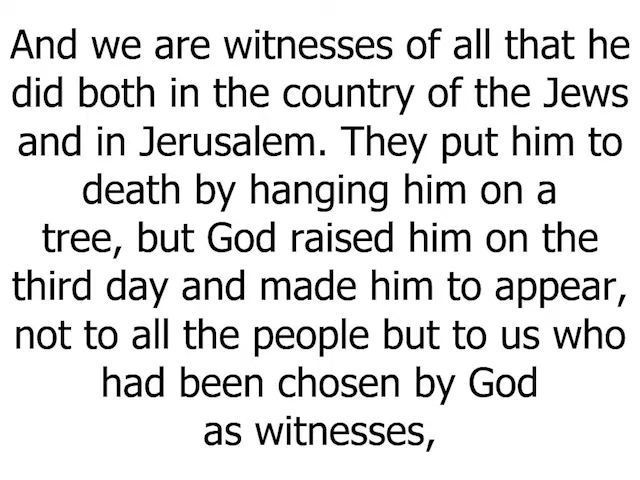 And we are witnesses of all that he
did both in the country of the Jews
and in Jerusalem. They put him to
death by hanging him on a
tree, but God raised him on the
third day and made him to appear,
not to all the people but to us who
had been chosen by God
as witnesses,